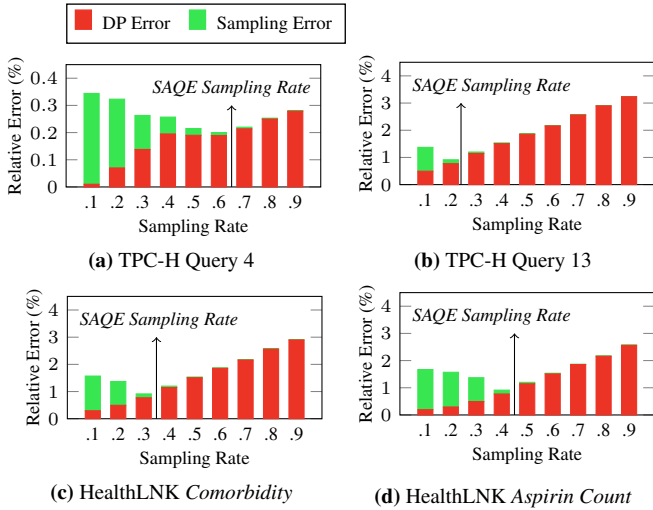 DP Error Sampling Error
Relative Error (%)
0.4
0.3
0.2
0.1
0
SAQE Sampling Rate
.1 .2 .3 .4 .5 .6 .7 .8 .9
Sampling Rate
(a) TPC-H Query 4
Relative Error (%)
4
3
2
1
0
SAQE Sampling Rate
.1 .2 .3 .4 .5 .6 .7 .8 .9
Sampling Rate
(b) TPC-H Query 13
Relative Error (%)
4
3
2
1
0
SAQE Sampling Rate
.1 .2 .3 .4 .5 .6 .7 .8 .9
Sampling Rate
(c) HealthLNK Comorbidity
Relative Error (%)
4
3
2
1
0
SAQE Sampling Rate
.1 .2 .3 .4 .5 .6 .7 .8 .9
Sampling Rate
(d) HealthLNK Aspirin Count